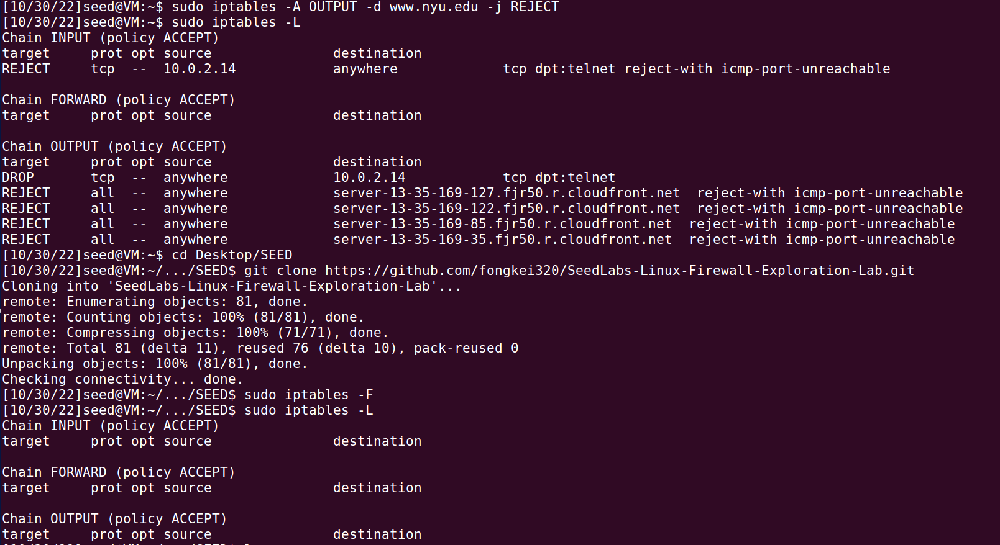 [10/30/22]seed@VM:~$ sudo iptables -A OUTPUT -d www.nyu.edu -j REJECT
[10/30/22]seed@VM:~$ sudo iptables -L
Chain INPUT (policy ACCEPT)
target     prot opt source               destination
REJECT     tcp  --  10.0.2.14            anywhere             tcp dpt:telnet reject-with icmp-port-unreachable
Chain FORWARD (policy ACCEPT)
target     prot opt source               destination
Chain OUTPUT (policy ACCEPT)
target     prot opt source               destination
DROP       tcp  --  anywhere             10.0.2.14            tcp dpt:telnet
REJECT     all  --  anywhere             server-13-35-169-127.fjr50.r.cloudfront.net  reject-with icmp-port-unreachable
REJECT     all  --  anywhere             server-13-35-169-122.fjr50.r.cloudfront.net  reject-with icmp-port-unreachable
REJECT     all  --  anywhere             server-13-35-169-85.fjr50.r.cloudfront.net  reject-with icmp-port-unreachable
REJECT     all  --  anywhere             server-13-35-169-35.fjr50.r.cloudfront.net  reject-with icmp-port-unreachable
[10/30/22]seed@VM:~$ cd Desktop/SEED
[10/30/22]seed@VM:~/.../SEED$ git clone https://github.com/fongkei320/SeedLabs-Linux-Firewall-Exploration-Lab.git
Cloning into 'SeedLabs-Linux-Firewall-Exploration-Lab'...
remote: Enumerating objects: 81, done.
remote: Counting objects: 100% (81/81), done.
remote: Compressing objects: 100% (71/71), done.
remote: Total 81 (delta 11), reused 76 (delta 10), pack-reused 0
Unpacking objects: 100% (81/81), done.
Checking connectivity... done.
[10/30/22]seed@VM:~/.../SEED$ sudo iptables -F
[10/30/22]seed@VM:~/.../SEED$ sudo iptables -L
Chain INPUT (policy ACCEPT)
target     prot opt source               destination
Chain FORWARD (policy ACCEPT)
target     prot opt source               destination
Chain OUTPUT (policy ACCEPT)
target     prot opt source               destination